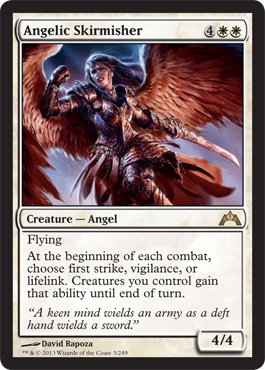 Angelic Skirmisher 4
Creature — Angel
Flying
At the beginning of each combat,
choose first strike, vigilance, or
lifelink. Creatures you control gain
that ability until end of turn.
“A keen mind wields an army as a deft
hand wields a sword.”
David Rapoza
4/4
™ & © 2013 Wizards of the Coast 3/249